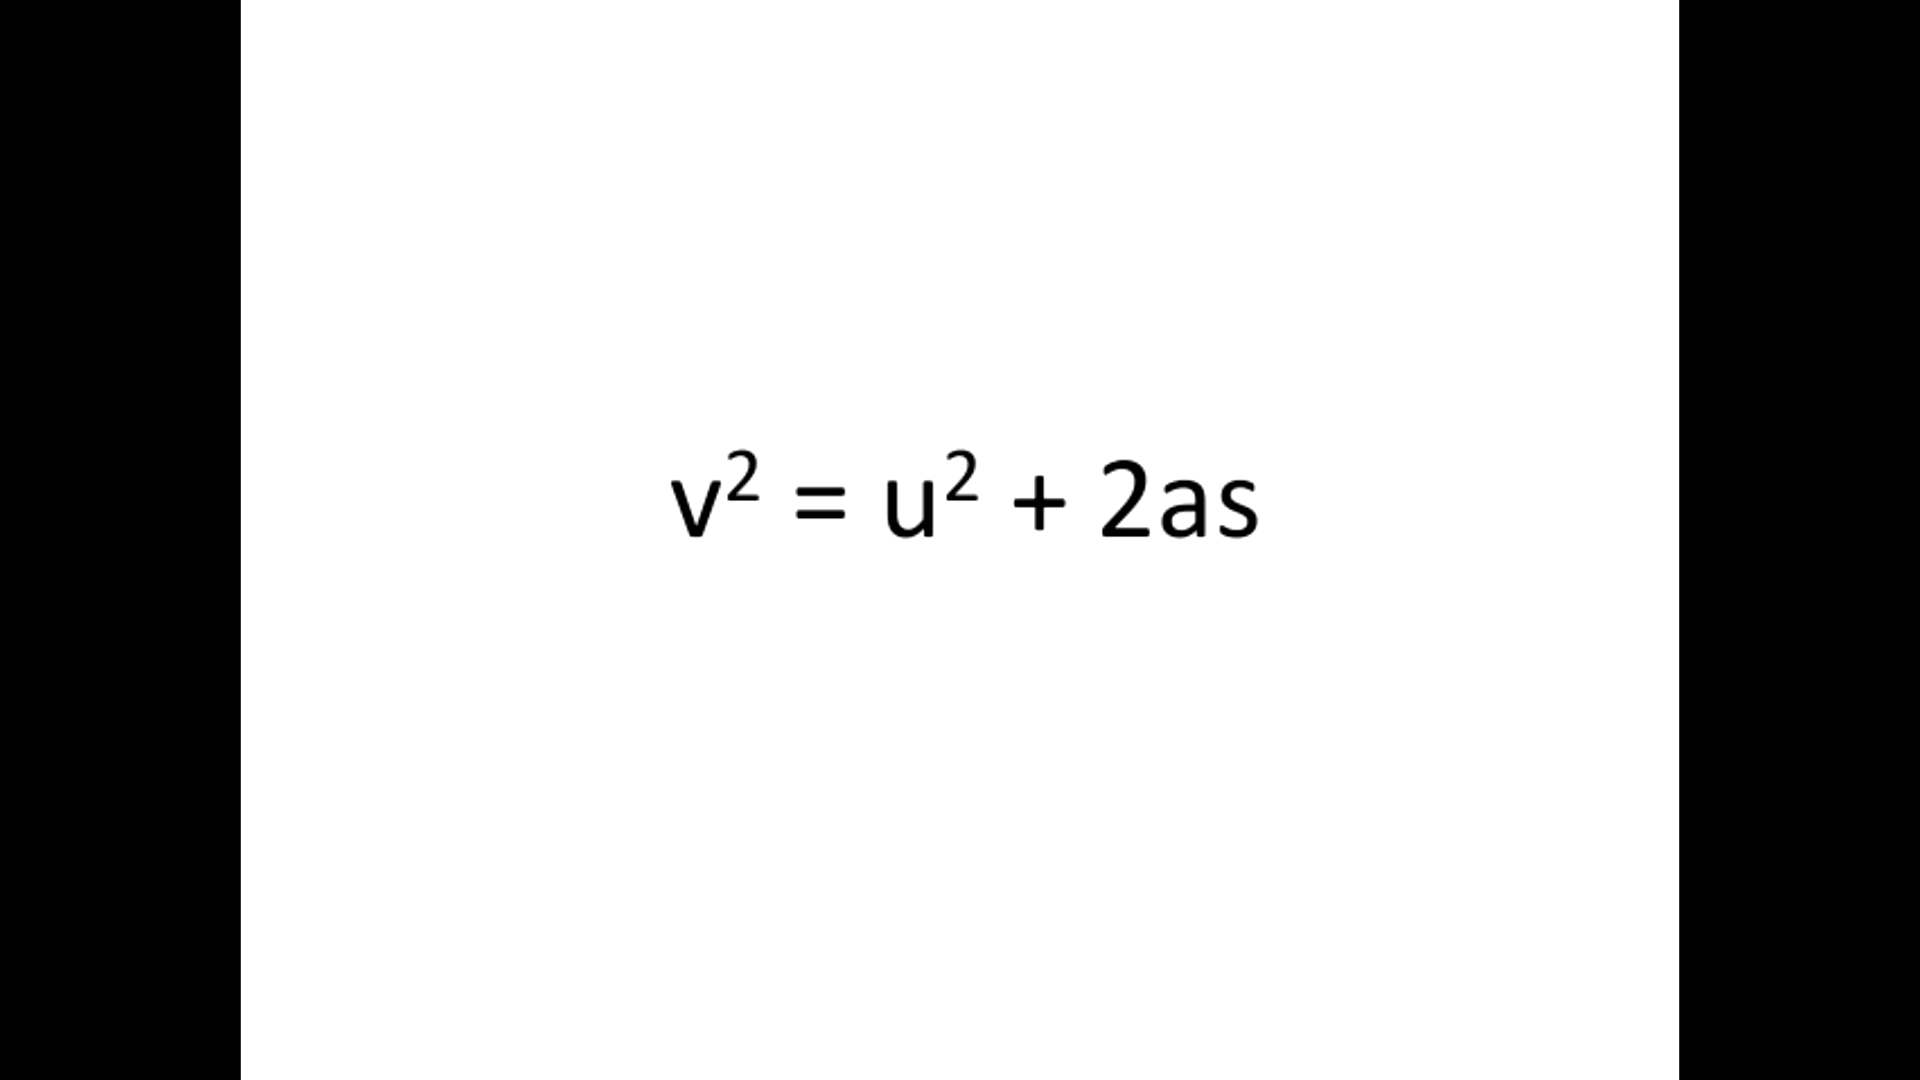 v² = u² + 2as